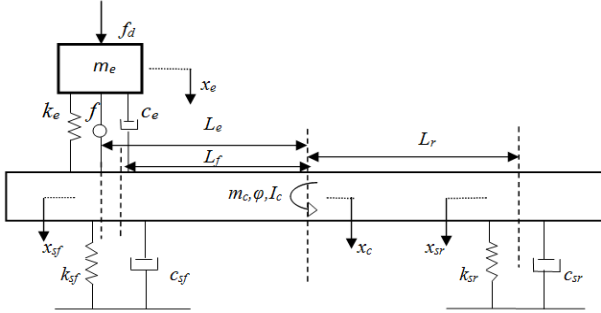 f_d
m_e
x_e
k_e f c_e
L_e
L_f L_r
m_c,φ,I_c
x_sf x_c x_sr
k_sf c_sf k_sr c_sr